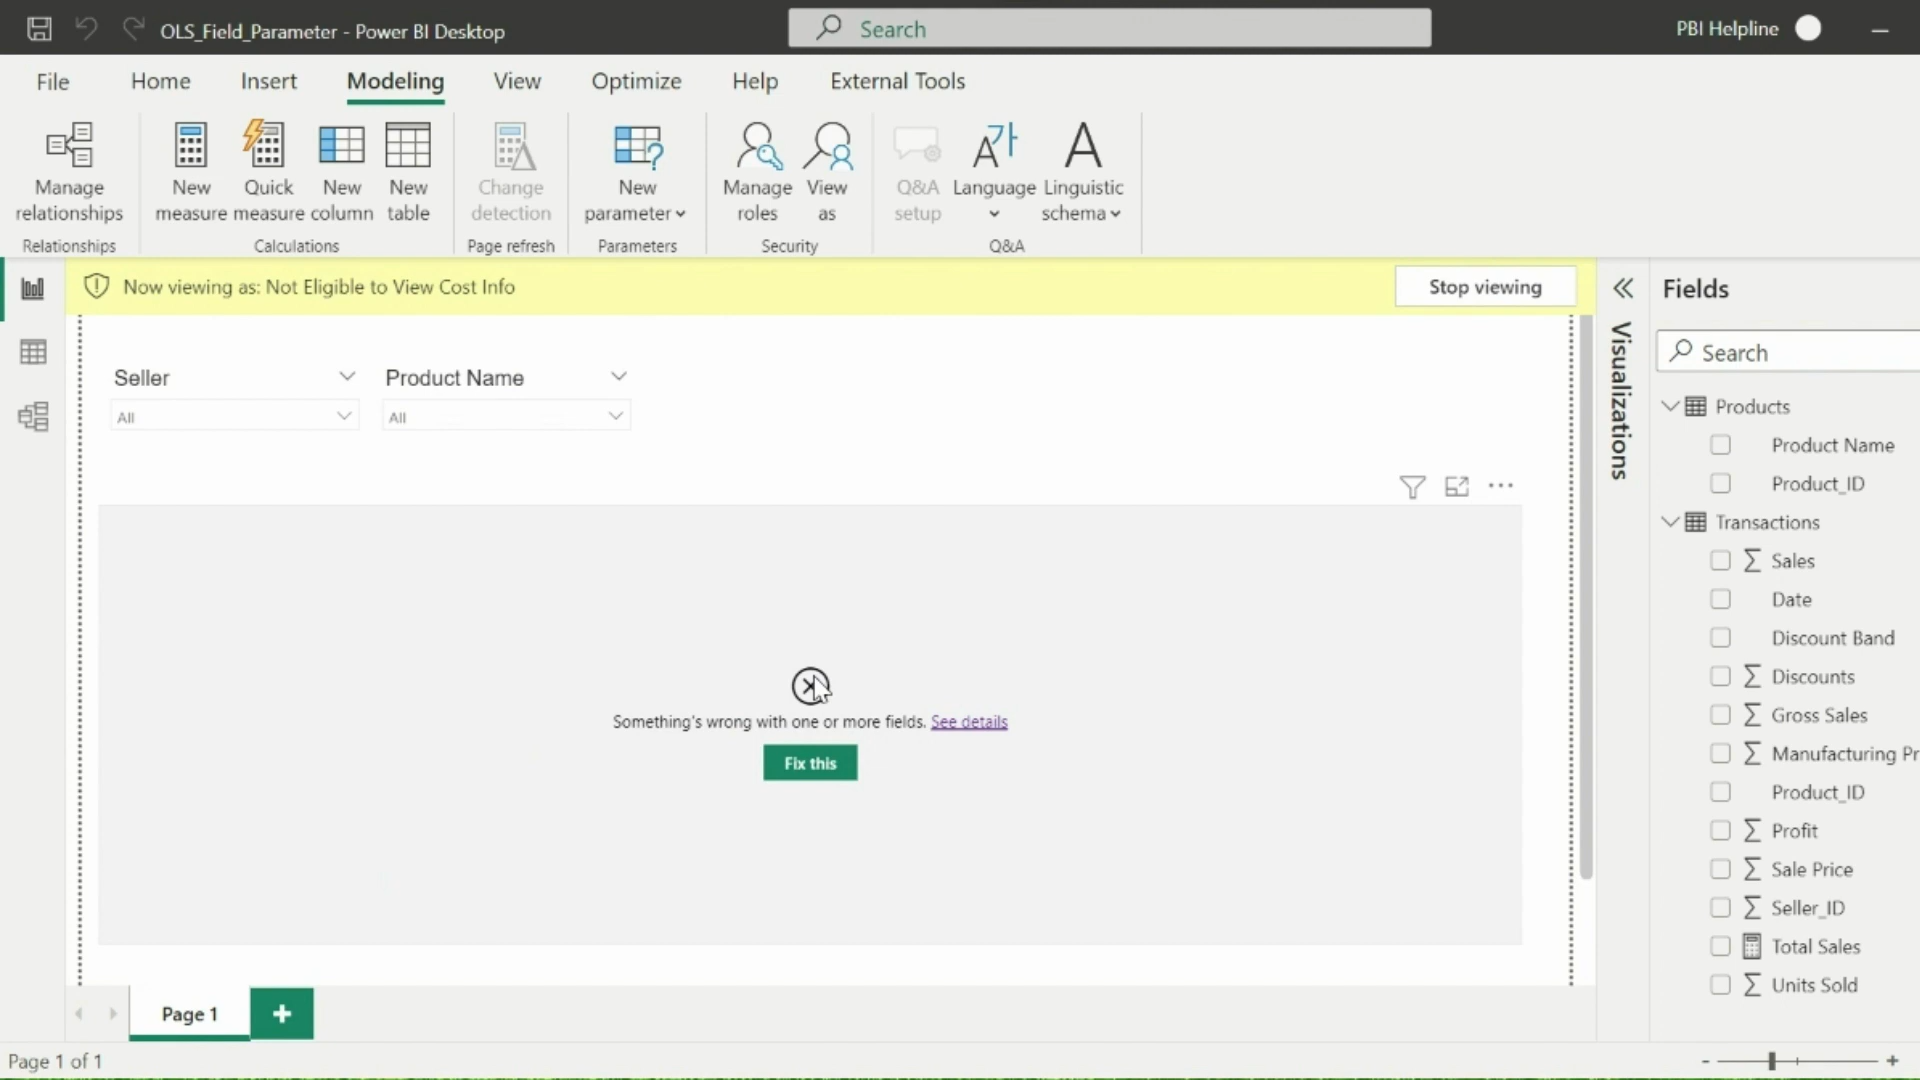 OLS_Field_Parameter - Power BI Desktop
Search
PBI Helpline
File
Home
Insert
Modeling
View
Optimize
Help
External Tools
Manage relationships
Relationships
New measure
Quick measure
New column
New table
Calculations
Change detection
Page refresh
New parameter
Parameters
Manage roles
View as
Security
Q&A setup
Language
Linguistic schema
Q&A
Now viewing as: Not Eligible to View Cost Info
Stop viewing
Seller
All
Product Name
All
Something's wrong with one or more fields. See details
Fix this
Visualizations
Fields
Search
Products
Product Name
Product_ID
Transactions
Sales
Date
Discount Band
Discounts
Gross Sales
Manufacturing Pr
Product_ID
Profit
Sale Price
Seller_ID
Total Sales
Units Sold
Page 1
Page 1 of 1